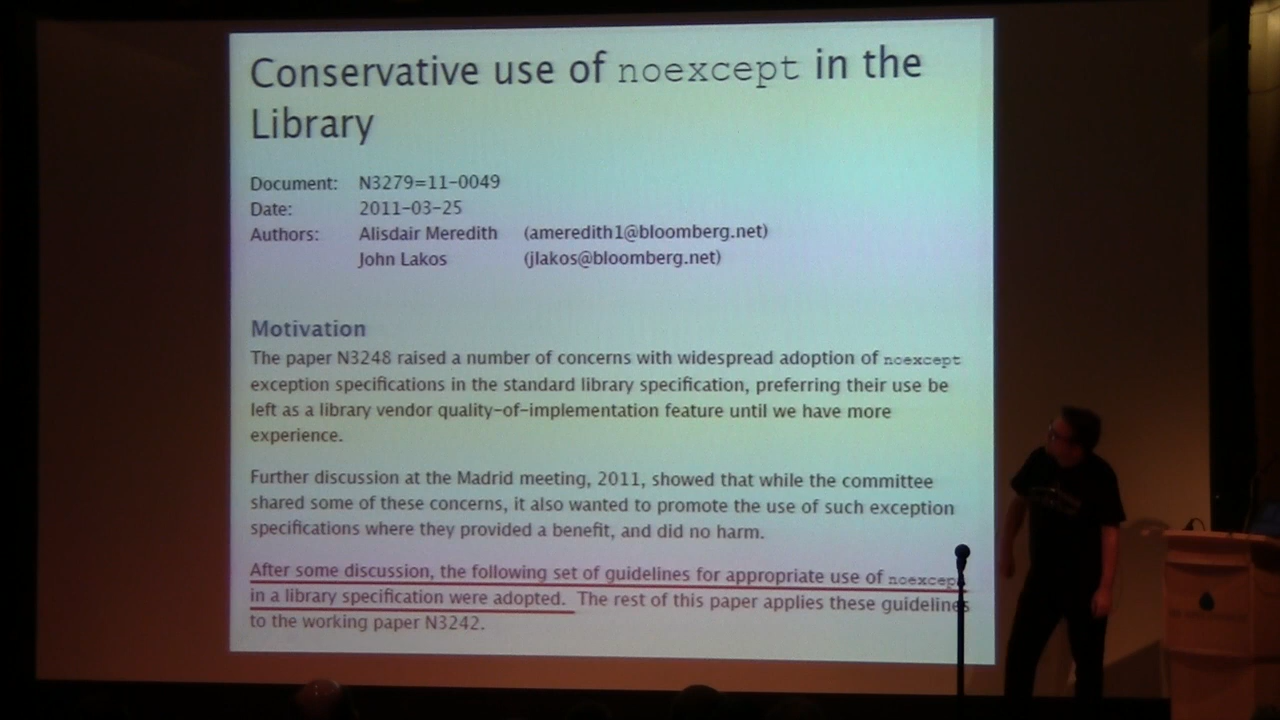 Conservative use of noexcept in the
Library
Document: N3279=11-0049
Date: 2011-03-25
Authors: Alisdair Meredith (ameredith1@bloomberg.net)
John Lakos (jlakos@bloomberg.net)
Motivation
The paper N3248 raised a number of concerns with widespread adoption of noexcept
exception specifications in the standard library specification, preferring their use be
left as a library vendor quality-of-implementation feature until we have more
experience.
Further discussion at the Madrid meeting, 2011, showed that while the committee
shared some of these concerns, it also wanted to promote the use of such exception
specifications where they provided a benefit, and did no harm.
After some discussion, the following set of guidelines for appropriate use of noexcept
in a library specification were adopted. The rest of this paper applies these guidelines
to the working paper N3242.